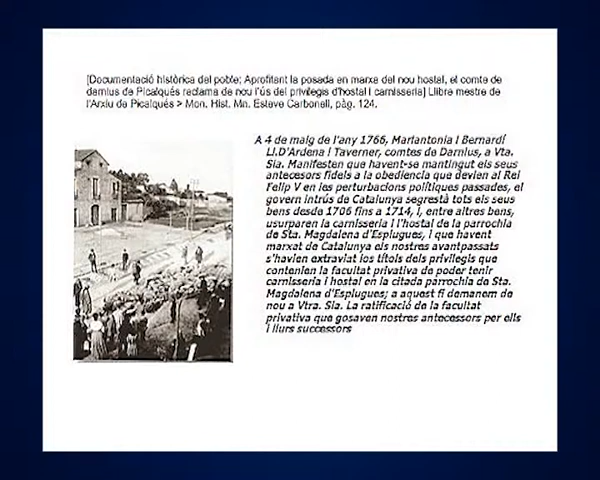 [Documentació històrica del poble: Aprofitant la posada en marxa del nou hostal, el comte de
darnius de Picalqués reclama de nou l'ús del privilegis d'hostal i carnisseria] Llibre mestre de
l'Arxiu de Picalqués > Mon. Hist. Mn. Esteve Carbonell, pàg. 124.
A 4 de maig de l'any 1766, Mariantonia i Bernardí
Ll.D'Ardena i Taverner, comtes de Darnius, a Vta.
Sia. Manifesten que havent-se mantingut els seus
antecesors fidels a la obediencia que devien al Rei
Felip V en les perturbacions politiques passades, el
govern intrús de Catalunya segrestà tots els seus
bens desde 1706 fins a 1714, i, entre altres bens,
usurparen la carnisseria i l'hostal de la parrochia
de Sta. Magdalena d'Esplugues, i que havent
marxat de Catalunya els nostres avantpassats
s'havien extraviat los títols dels privilegis que
contenien la facultat privativa de poder tenir
carnisseria i hostal en la citada parrochia de Sta.
Magdalena d'Esplugues; a aquest fi demanem de
nou a Vtra. Sia. La ratificació de la facultat
privativa que gosaven nostres antecessors per ells
i llurs successors